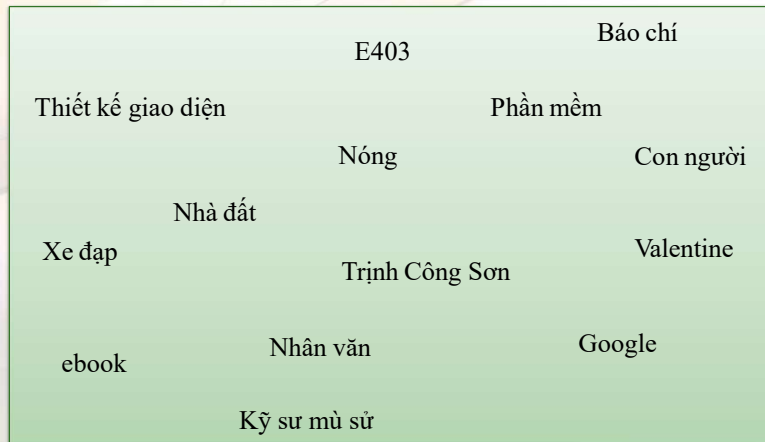 Báo chí
E403
Thiết kế giao diện
Phần mềm
Nóng
Con người
Nhà đất
Xe đạp
Valentine
Trịnh Công Sơn
Nhân văn
Google
ebook
Kỹ sư mù sử